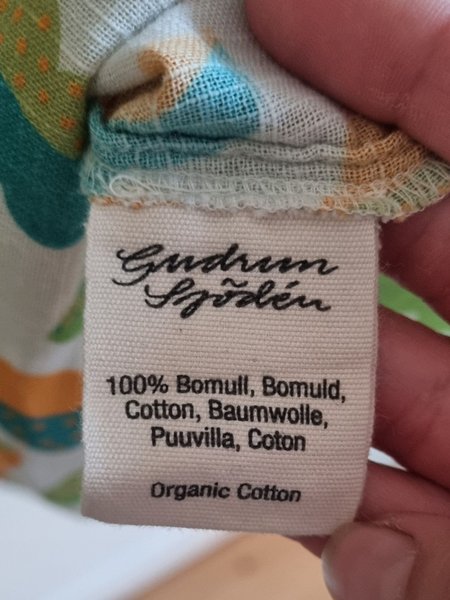 Gudrun
Sjödén
100% Bomull, Bomuld,
Cotton, Baumwolle,
Puuvilla, Coton
Organic Cotton